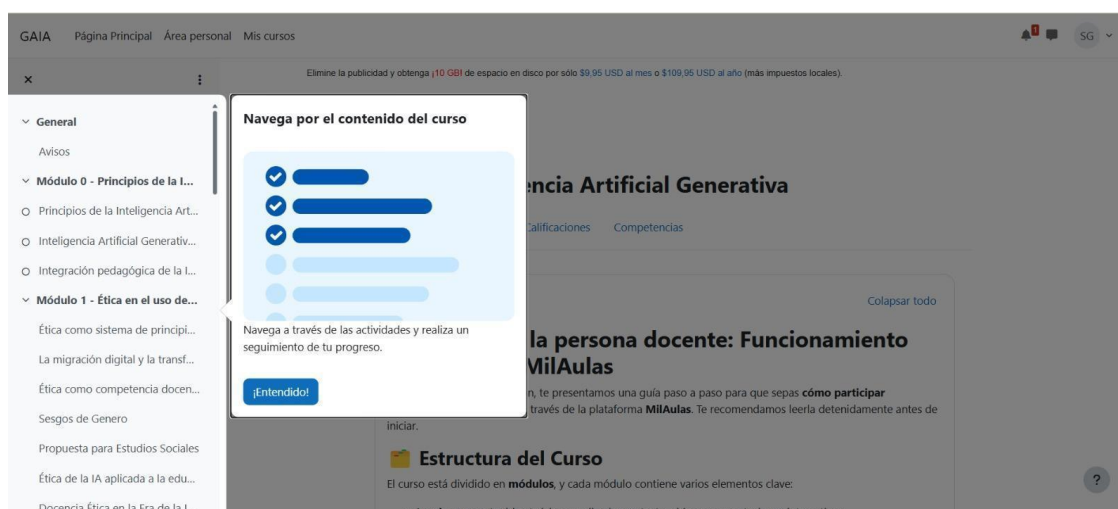 GAIA Página Principal Área personal Mis cursos
1
SG
Elimine la publicidad y obtenga ¡10 GB! de espacio en disco por sólo $9,95 USD al mes o $109,95 USD al año (más impuestos locales).
General
Avisos
Módulo 0 - Principios de la I...
Principios de la Inteligencia Art...
Inteligencia Artificial Generativ...
Integración pedagógica de la I...
Módulo 1 - Ética en el uso de...
Ética como sistema de principi...
La migración digital y la transf...
Ética como competencia docen...
Sesgos de Genero
Propuesta para Estudios Sociales
Ética de la IA aplicada a la edu...
Docencia Ética en la Era de la I...
Navega por el contenido del curso
Navega a través de las actividades y realiza un
seguimiento de tu progreso.
¡Entendido!
encia Artificial Generativa
Calificaciones Competencias
Colapsar todo
la persona docente: Funcionamiento
MilAulas
n, te presentamos una guía paso a paso para que sepas cómo participar
través de la plataforma MilAulas. Te recomendamos leerla detenidamente antes de
iniciar.
Estructura del Curso
El curso está dividido en módulos, y cada módulo contiene varios elementos clave:
?